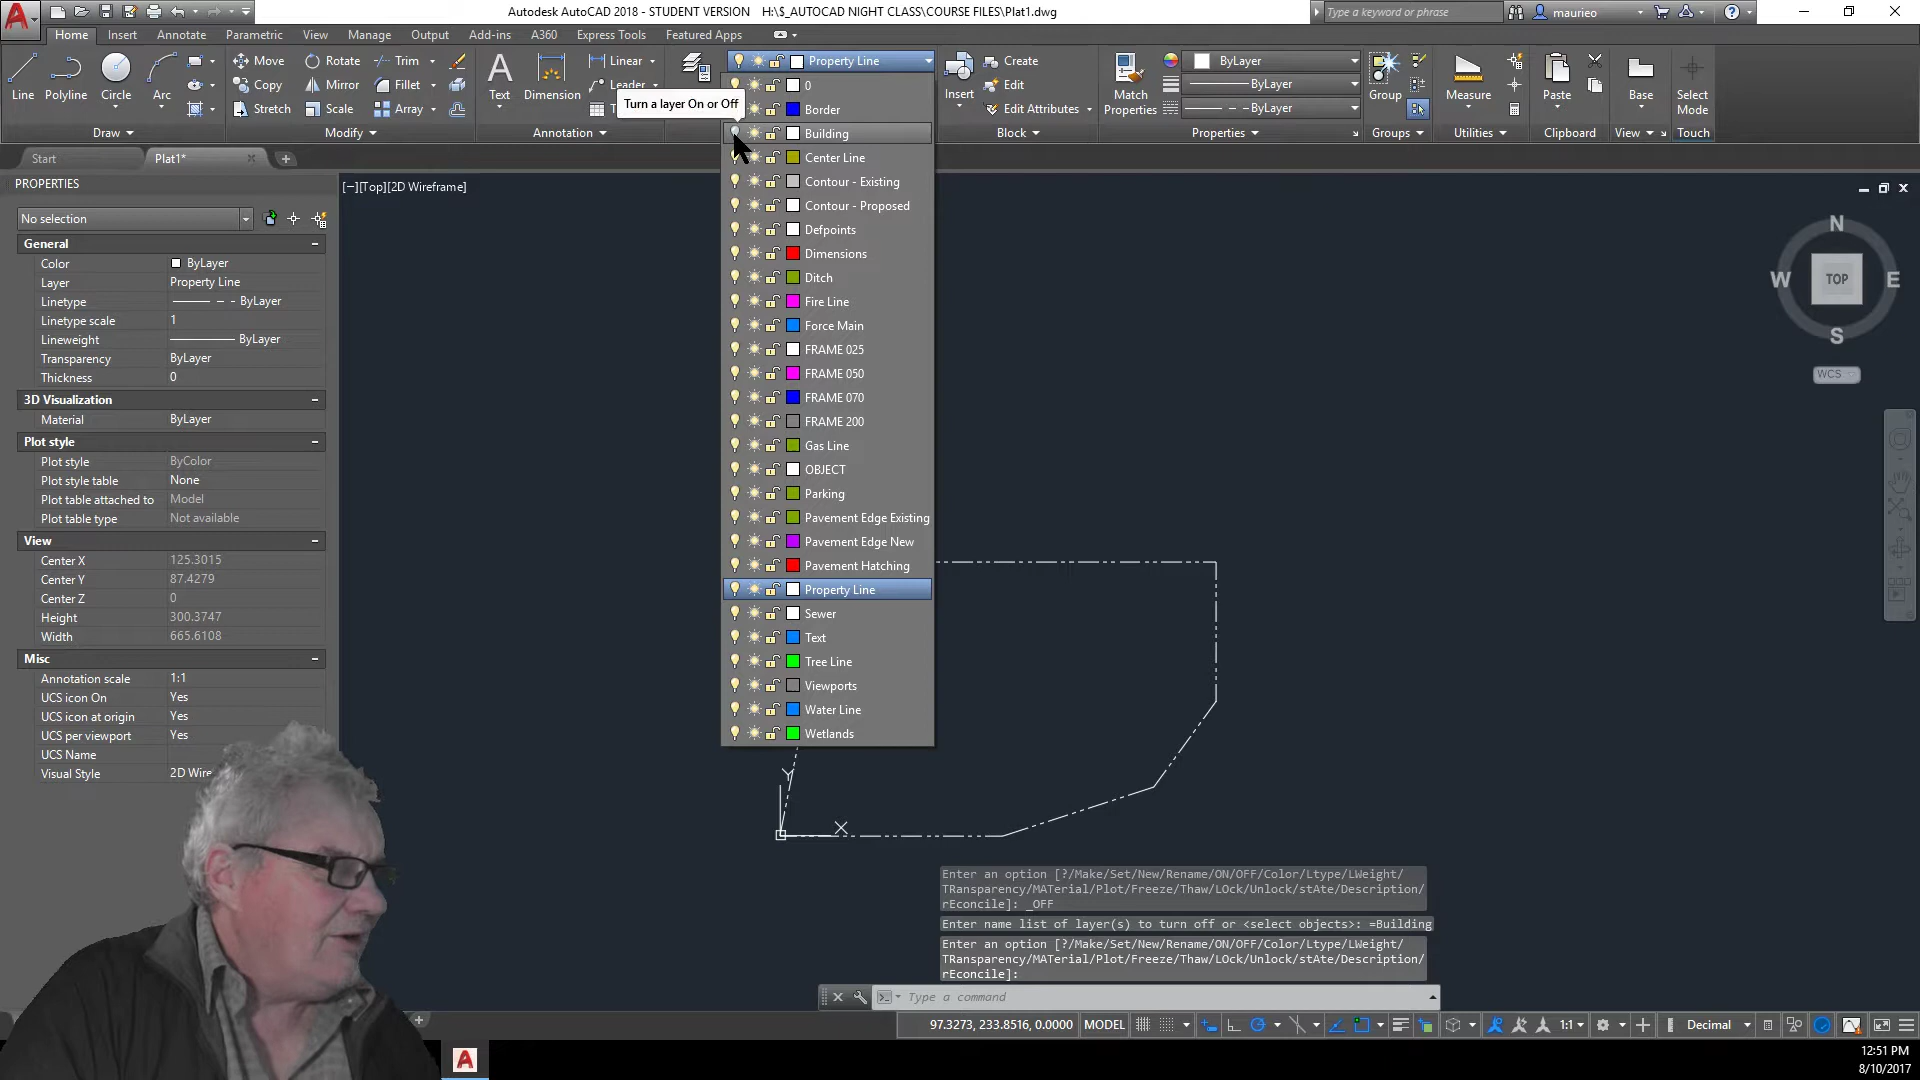 Autodesk AutoCAD 2018 - STUDENT VERSION H:\$_AUTOCAD NIGHT CLASS\COURSE FILES\Plat1.dwg
Type a keyword or phrase
maurieo
Home Insert Annotate Parametric View Manage Output Add-ins A360 Express Tools Featured Apps
Line Polyline Circle Arc
Move Rotate Trim
Copy Mirror Fillet
Stretch Scale Array
Draw Modify
Text Dimension
Linear
Leader
T
Annotation
Turn a layer On or Off
Property Line
0
Border
Building
Center Line
Contour - Existing
Contour - Proposed
Defpoints
Dimensions
Ditch
Fire Line
Force Main
FRAME 025
FRAME 050
FRAME 070
FRAME 200
Gas Line
OBJECT
Parking
Pavement Edge Existing
Pavement Edge New
Pavement Hatching
Property Line
Sewer
Text
Tree Line
Viewports
Water Line
Wetlands
Insert
Create
Edit
Edit Attributes
Block
Match
Properties
ByLayer
ByLayer
ByLayer
Properties
Group
Groups
Utilities
Paste
Clipboard
Base
View
Select
Mode
Touch
Start Plat1*
PROPERTIES
[−][Top][2D Wireframe]
No selection
General
Color ByLayer
Layer Property Line
Linetype ByLayer
Linetype scale 1
Lineweight ByLayer
Transparency ByLayer
Thickness 0
3D Visualization
Material ByLayer
Plot style
Plot style ByColor
Plot style table None
Plot table attached to Model
Plot table type Not available
View
Center X 125.3015
Center Y 87.4279
Center Z 0
Height 300.3747
Width 665.6108
Misc
Annotation scale 1:1
UCS icon On Yes
UCS icon at origin Yes
UCS per viewport Yes
UCS Name
Visual Style 2D Wire
N
W TOP E
S
WCS
Y
X
Enter an option [?/Make/Set/New/Rename/ON/OFF/Color/Ltype/LWeight/
TRansparency/MATerial/Plot/Freeze/Thaw/LOck/Unlock/stAte/Description/
rEconcile]: _OFF
Enter name list of layer(s) to turn off or <select objects>: =Building
Enter an option [?/Make/Set/New/Rename/ON/OFF/Color/Ltype/LWeight/
TRansparency/MATerial/Plot/Freeze/Thaw/LOck/Unlock/stAte/Description/
rEconcile]:
Type a command
97.3273, 233.8516, 0.0000 MODEL 1:1 Decimal
12:51 PM
8/10/2017